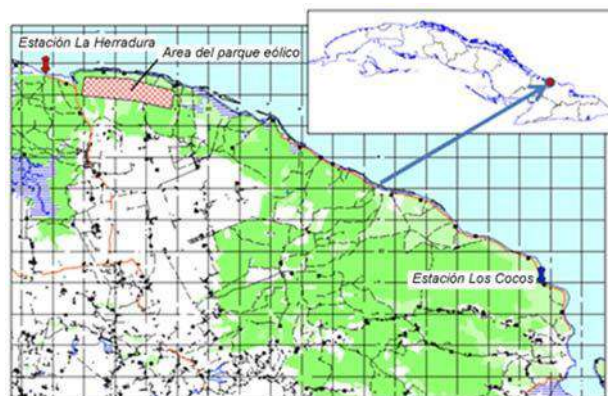 Estación La Herradura
Area del parque eólico
Estación Los Cocos